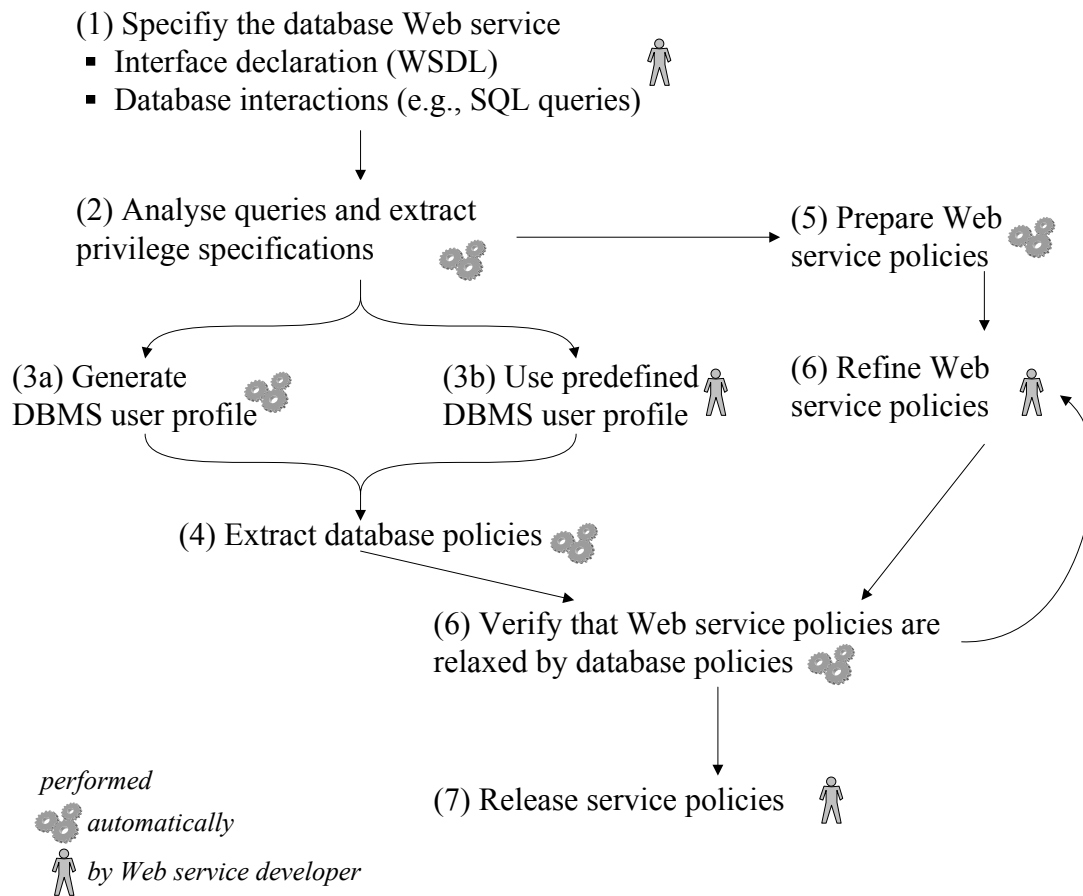 (1) Specifiy the database Web service
▪ Interface declaration (WSDL)
▪ Database interactions (e.g., SQL queries)
(2) Analyse queries and extract
privilege specifications
(5) Prepare Web
service policies
(3a) Generate
DBMS user profile
(3b) Use predefined
DBMS user profile
(6) Refine Web
service policies
(4) Extract database policies
(6) Verify that Web service policies are
relaxed by database policies
(7) Release service policies
performed
automatically
by Web service developer